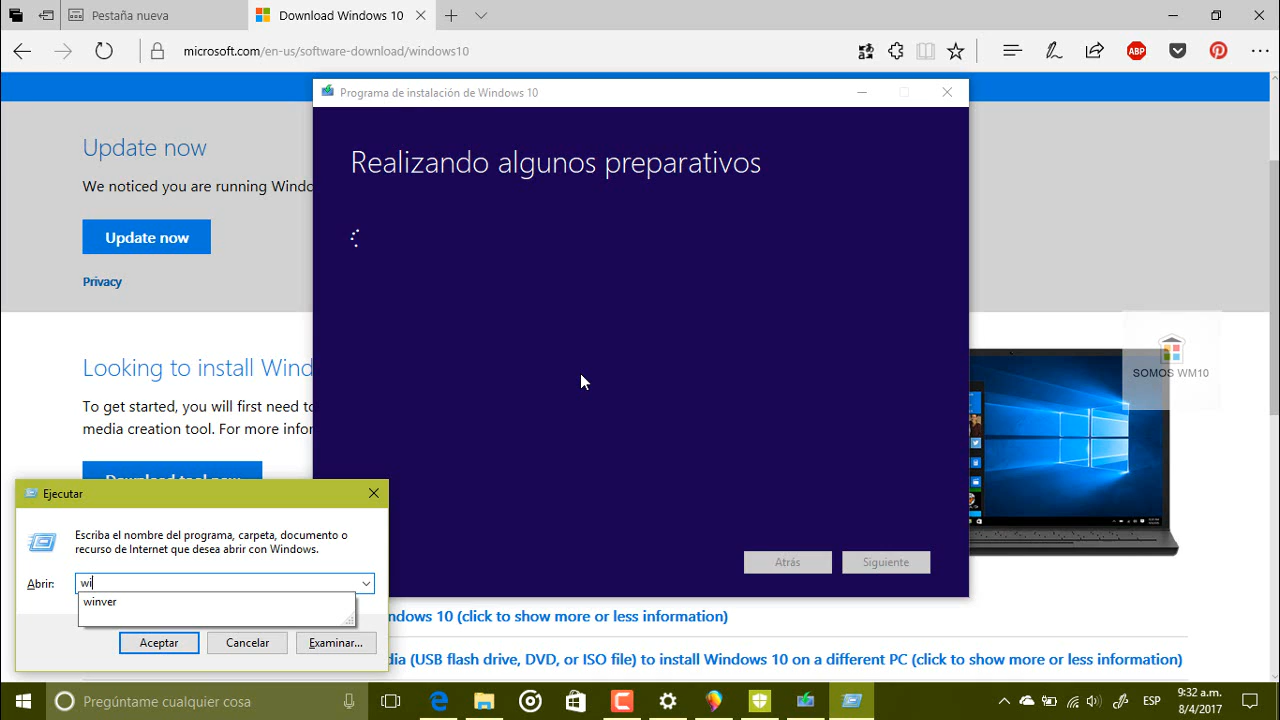 Pestaña nueva
Download Windows 10
microsoft.com/en-us/software-download/windows10
ABP
Programa de instalación de Windows 10
Realizando algunos preparativos
Update now
We noticed you are running Windo
Update now
Privacy
Looking to install Wind
To get started, you will first need to
media creation tool. For more infor
Download tool now
SOMOS WM10
Atrás
Siguiente
Ejecutar
Escriba el nombre del programa, carpeta, documento o
recurso de Internet que desea abrir con Windows.
Abrir:
wi
winver
Aceptar
Cancelar
Examinar...
ndows 10 (click to show more or less information)
dia (USB flash drive, DVD, or ISO file) to install Windows 10 on a different PC (click to show more or less information)
Pregúntame cualquier cosa
ESP
9:32 a.m.
8/4/2017